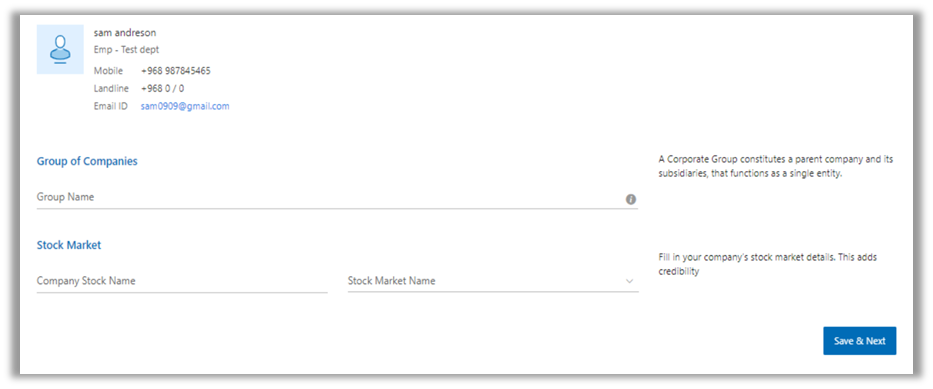 sam andreson
Emp - Test dept
Mobile +968 987845465
Landline +968 0 / 0
Email ID sam0909@gmail.com
Group of Companies
A Corporate Group constitutes a parent company and its
subsidiaries, that functions as a single entity.
Group Name
Stock Market
Fill in your company's stock market details. This adds
credibility
Company Stock Name
Stock Market Name
Save & Next